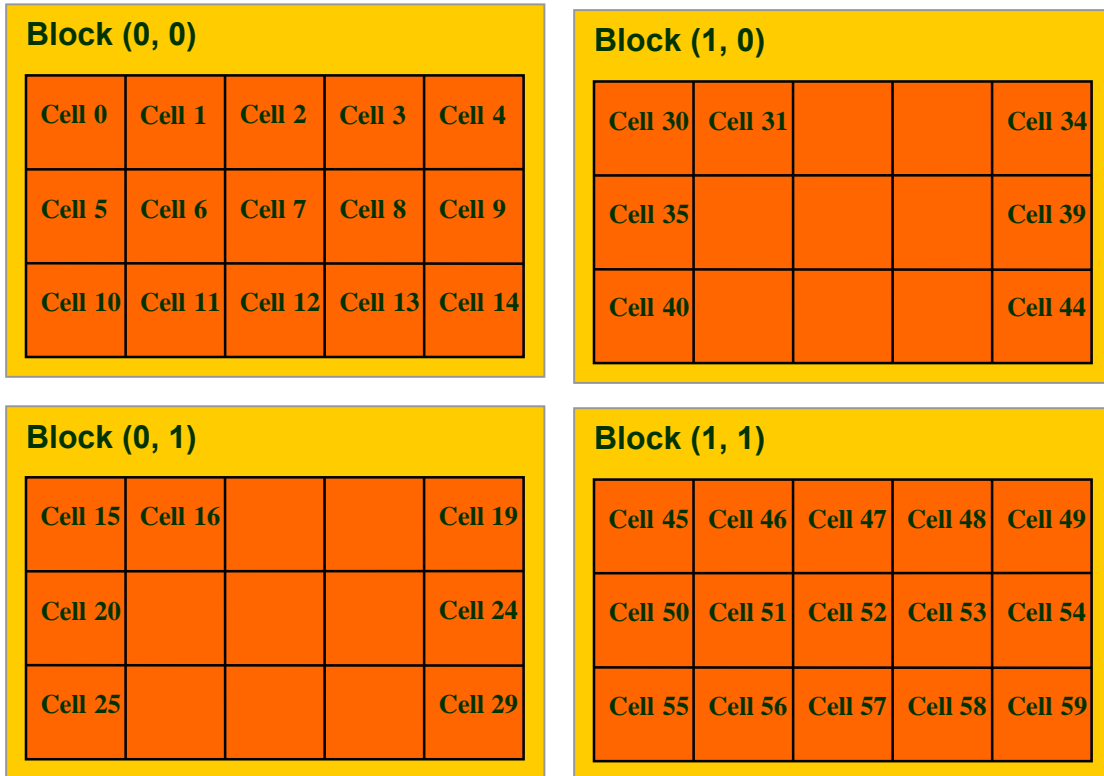 Block (0, 0)
Cell 0 Cell 1 Cell 2 Cell 3 Cell 4
Cell 5 Cell 6 Cell 7 Cell 8 Cell 9
Cell 10 Cell 11 Cell 12 Cell 13 Cell 14
Block (1, 0)
Cell 30 Cell 31 Cell 34
Cell 35 Cell 39
Cell 40 Cell 44
Block (0, 1)
Cell 15 Cell 16 Cell 19
Cell 20 Cell 24
Cell 25 Cell 29
Block (1, 1)
Cell 45 Cell 46 Cell 47 Cell 48 Cell 49
Cell 50 Cell 51 Cell 52 Cell 53 Cell 54
Cell 55 Cell 56 Cell 57 Cell 58 Cell 59